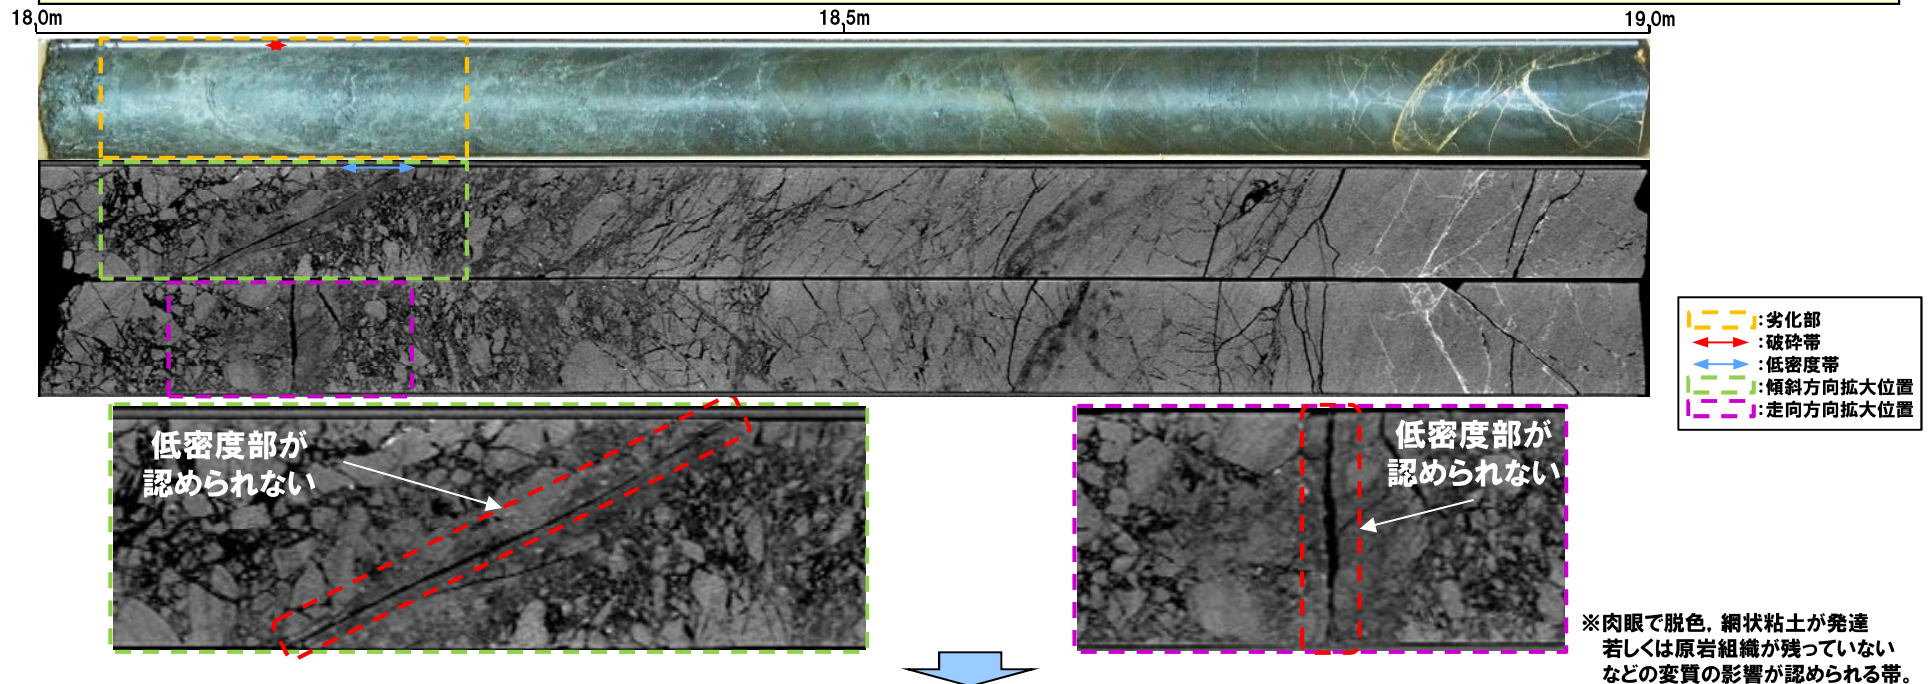 18.0m
18.5m
19.0m
:劣化部
:破砕帯
:低密度帯
:傾斜方向拡大位置
:走向方向拡大位置
低密度部が
認められない
低密度部が
認められない
※肉眼で脱色,網状粘土が発達
若しくは原岩組織が残っていない
などの変質の影響が認められる帯。